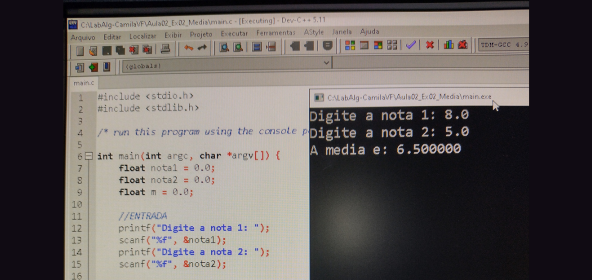 C:\LabAlg-CamilaVF\Aula02_Ex02_Media\main.c - [Executing] - Dev-C++ 5.11
Arquivo Editar Localizar Exibir Projeto Executar Ferramentas AStyle Janela Ajuda
TDM-GCC 4.9
(globals)
main.c
1 #include <stdio.h>
2 #include <stdlib.h>
3
4 /* run this program using the console p
5
6 int main(int argc, char *argv[]) {
7 float nota1 = 0.0;
8 float nota2 = 0.0;
9 float m = 0.0;
10
11 //ENTRADA
12 printf("Digite a nota 1: ");
13 scanf("%f", &nota1);
14 printf("Digite a nota 2: ");
15 scanf("%f", &nota2);
16
C:\LabAlg-CamilaVF\Aula02_Ex02_Media\main.exe
Digite a nota 1: 8.0
Digite a nota 2: 5.0
A media e: 6.500000